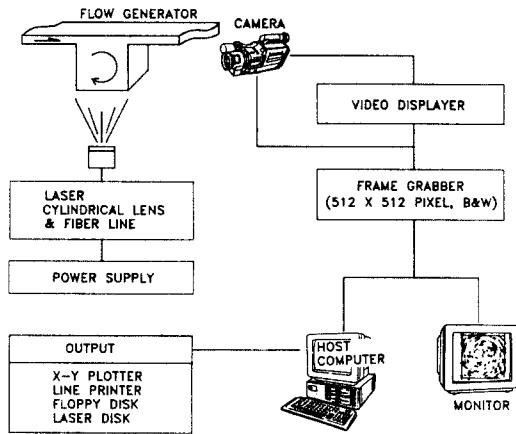 FLOW GENERATOR
CAMERA
VIDEO DISPLAYER
LASER
CYLINDRICAL LENS
& FIBER LINE
FRAME GRABBER
(512 X 512 PIXEL, B&W)
POWER SUPPLY
OUTPUT
X-Y PLOTTER
LINE PRINTER
FLOPPY DISK
LASER DISK
HOST
COMPUTER
MONITOR